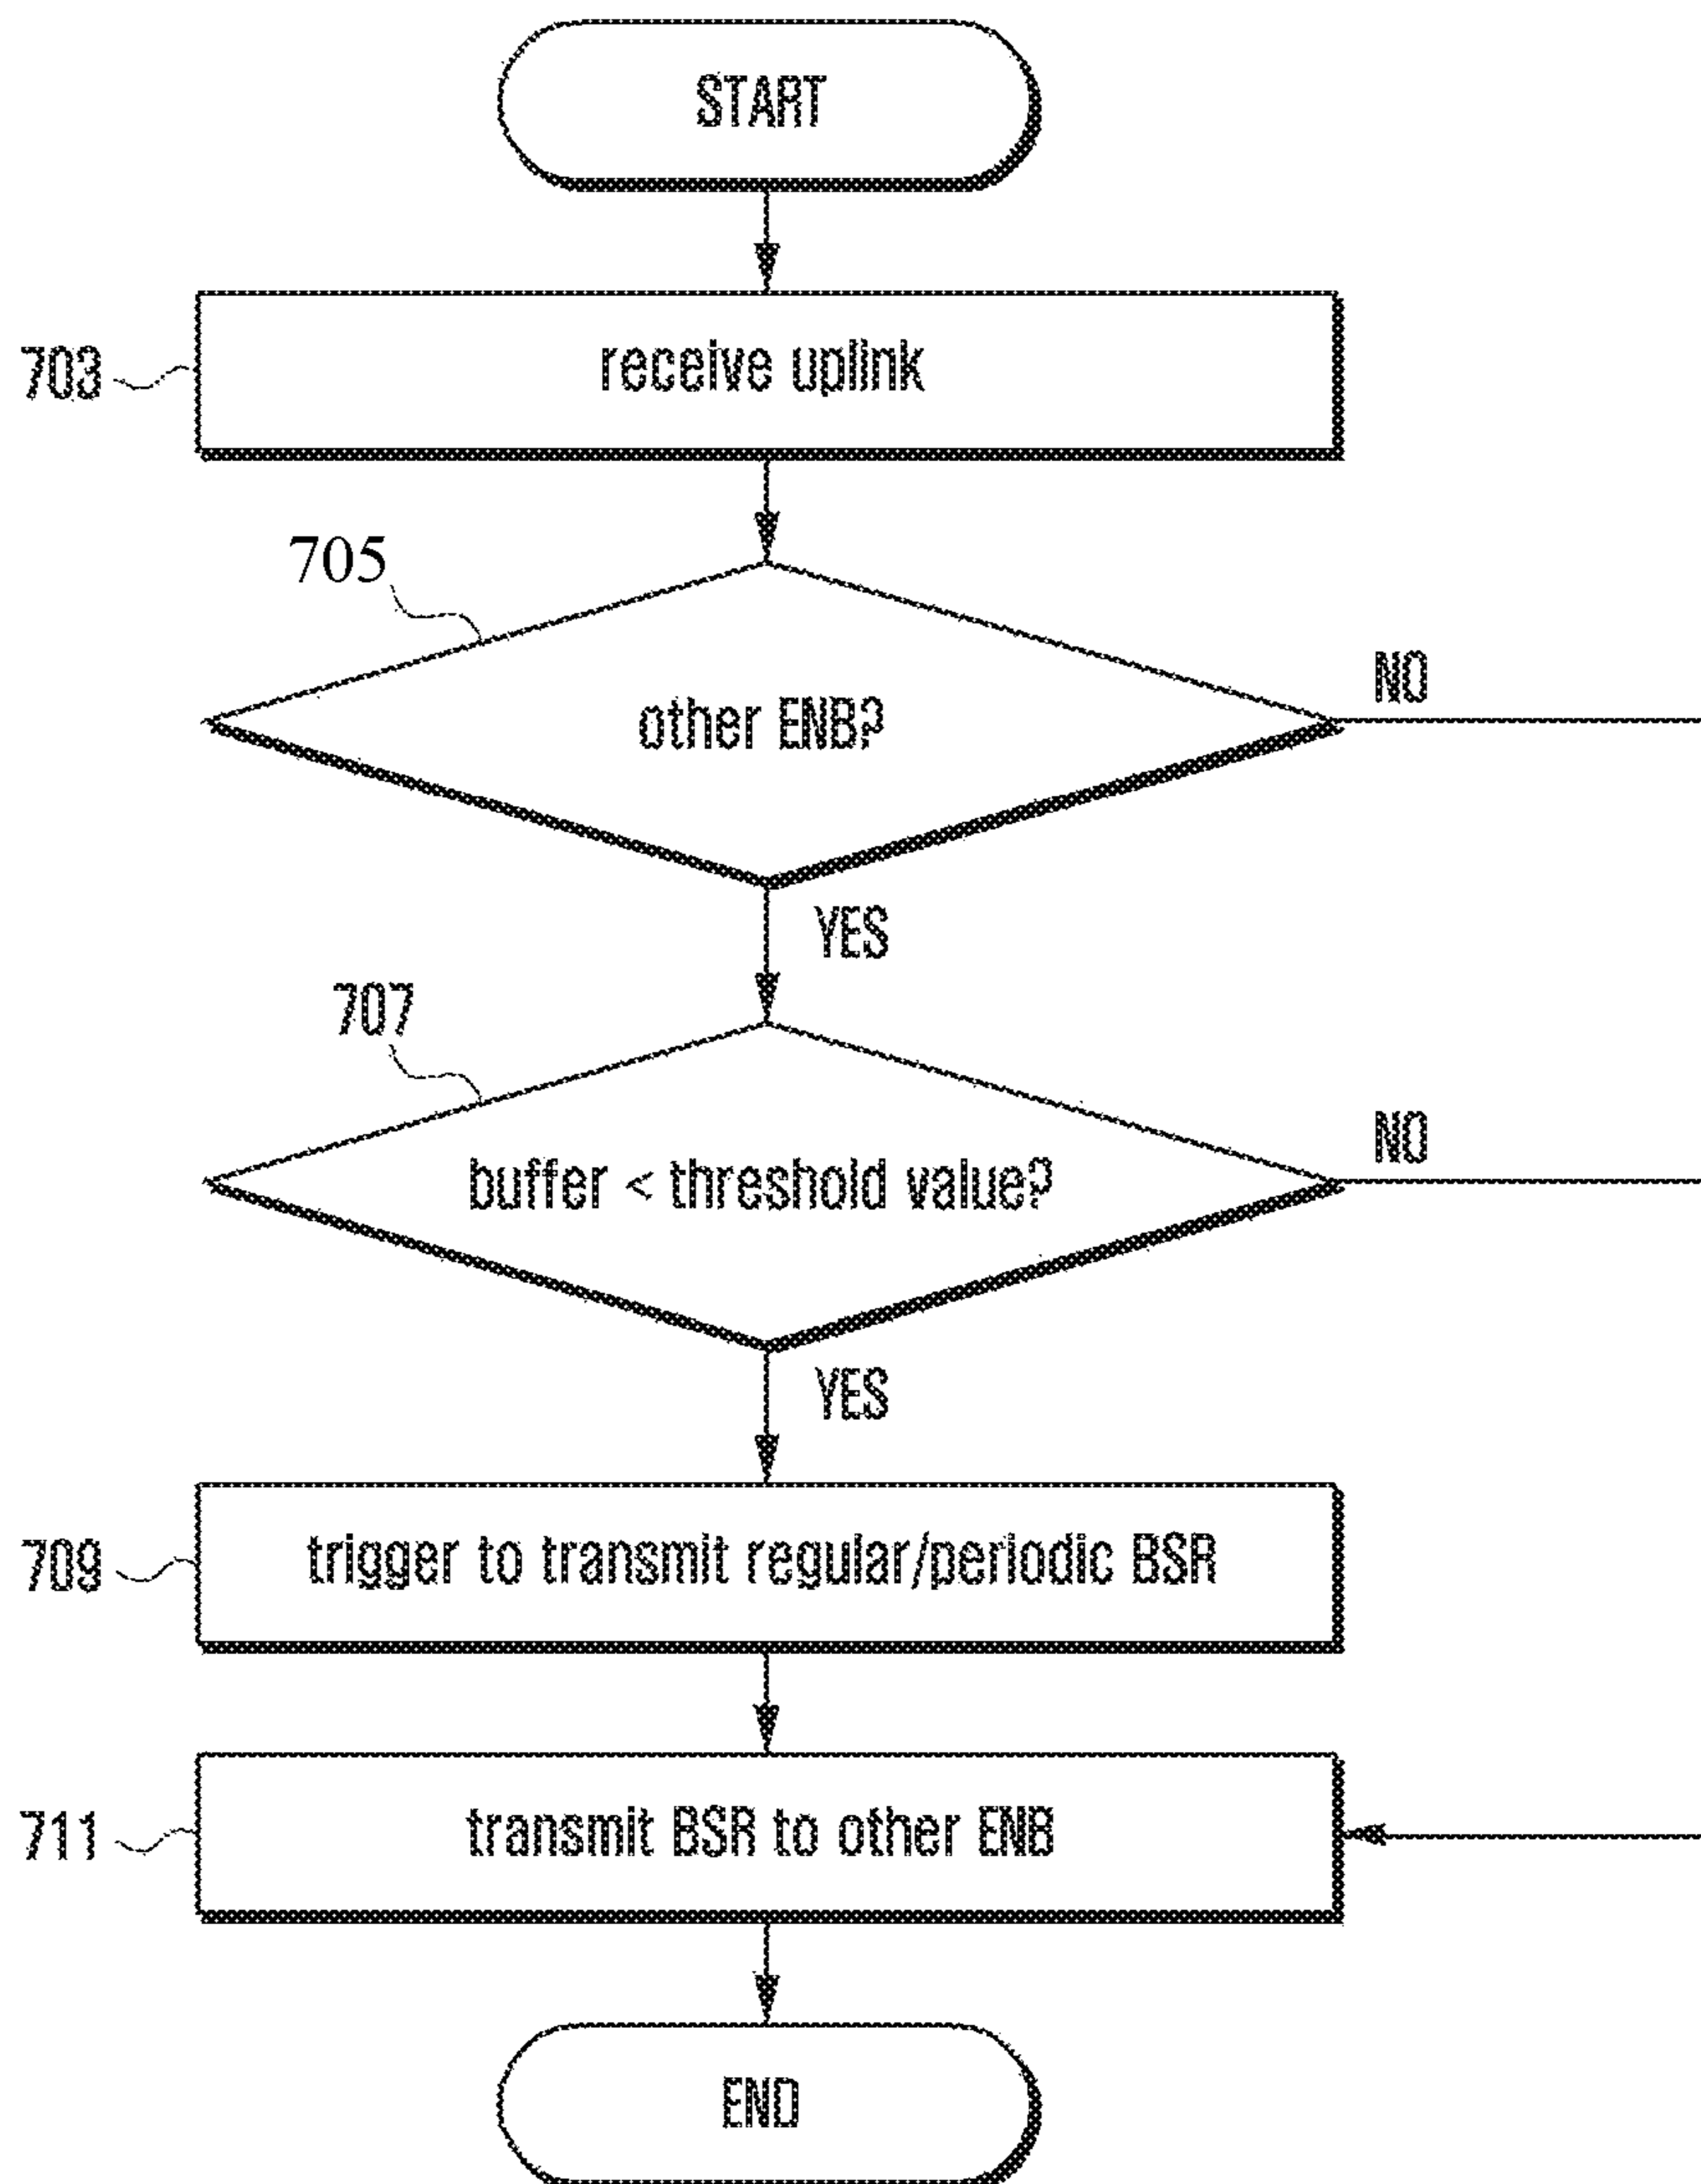 START
703
receive uplink
705
other ENB?
NO
YES
707
buffer < threshold value?
NO
YES
709
trigger to transmit regular/periodic BSR
711
transmit BSR to other ENB
END